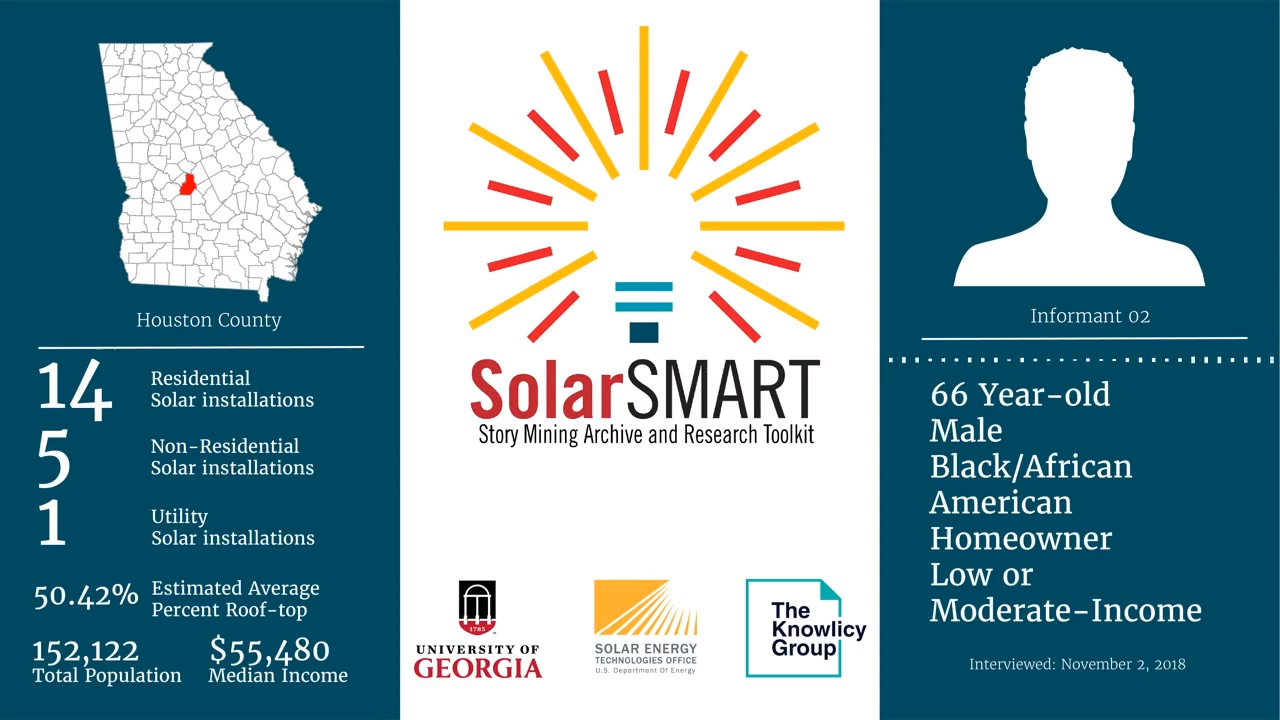 Houston County
14
Residential
Solar installations
5
Non-Residential
Solar installations
1
Utility
Solar installations
50.42%
Estimated Average
Percent Roof-top
152,122
Total Population
$55,480
Median Income
SolarSMART
Story Mining Archive and Research Toolkit
1785
UNIVERSITY OF
GEORGIA
SOLAR ENERGY
TECHNOLOGIES OFFICE
U.S. Department Of Energy
The
Knowlicy
Group
Informant 02
66 Year-old
Male
Black/African
American
Homeowner
Low or
Moderate-Income
Interviewed: November 2, 2018